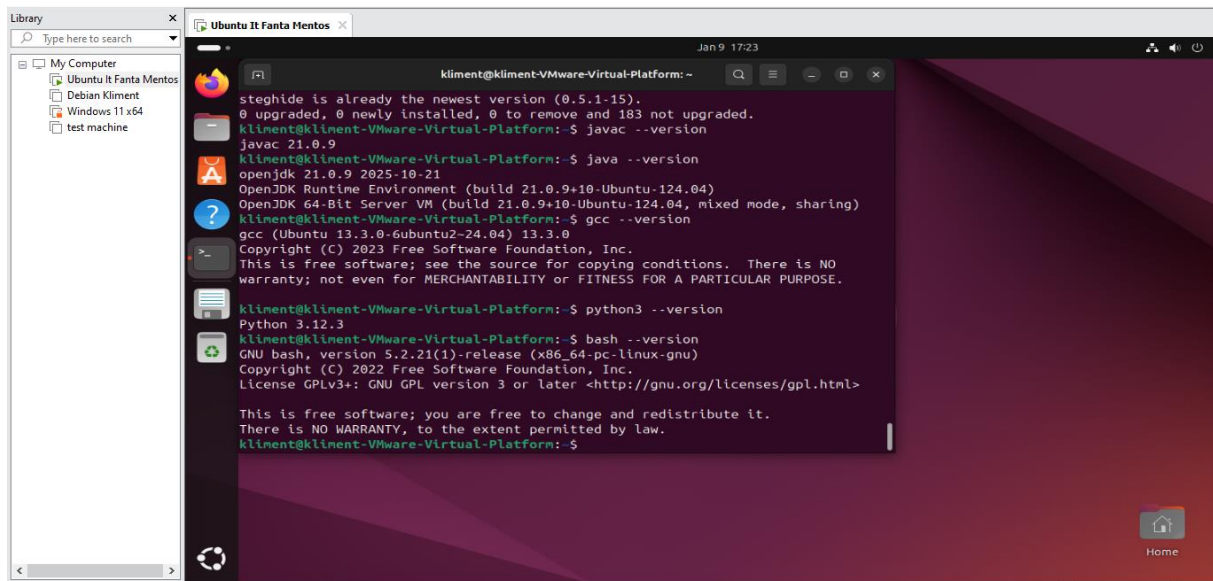 Library
Type here to search
My Computer
Ubuntu It Fanta Mentos
Debian Kliment
Windows 11 x64
test machine
Ubuntu It Fanta Mentos
Jan 9 17:23
kliment@kliment-VMware-Virtual-Platform: ~
steghide is already the newest version (0.5.1-15).
0 upgraded, 0 newly installed, 0 to remove and 183 not upgraded.
kliment@kliment-VMware-Virtual-Platform:~$ javac --version
javac 21.0.9
kliment@kliment-VMware-Virtual-Platform:~$ java --version
openjdk 21.0.9 2025-10-21
OpenJDK Runtime Environment (build 21.0.9+10-Ubuntu-124.04)
OpenJDK 64-Bit Server VM (build 21.0.9+10-Ubuntu-124.04, mixed mode, sharing)
kliment@kliment-VMware-Virtual-Platform:~$ gcc --version
gcc (Ubuntu 13.3.0-6ubuntu2~24.04) 13.3.0
Copyright (C) 2023 Free Software Foundation, Inc.
This is free software; see the source for copying conditions.  There is NO
warranty; not even for MERCHANTABILITY or FITNESS FOR A PARTICULAR PURPOSE.
kliment@kliment-VMware-Virtual-Platform:~$ python3 --version
Python 3.12.3
kliment@kliment-VMware-Virtual-Platform:~$ bash --version
GNU bash, version 5.2.21(1)-release (x86_64-pc-linux-gnu)
Copyright (C) 2022 Free Software Foundation, Inc.
License GPLv3+: GNU GPL version 3 or later <http://gnu.org/licenses/gpl.html>
This is free software; you are free to change and redistribute it.
There is NO WARRANTY, to the extent permitted by law.
kliment@kliment-VMware-Virtual-Platform:~$
Home